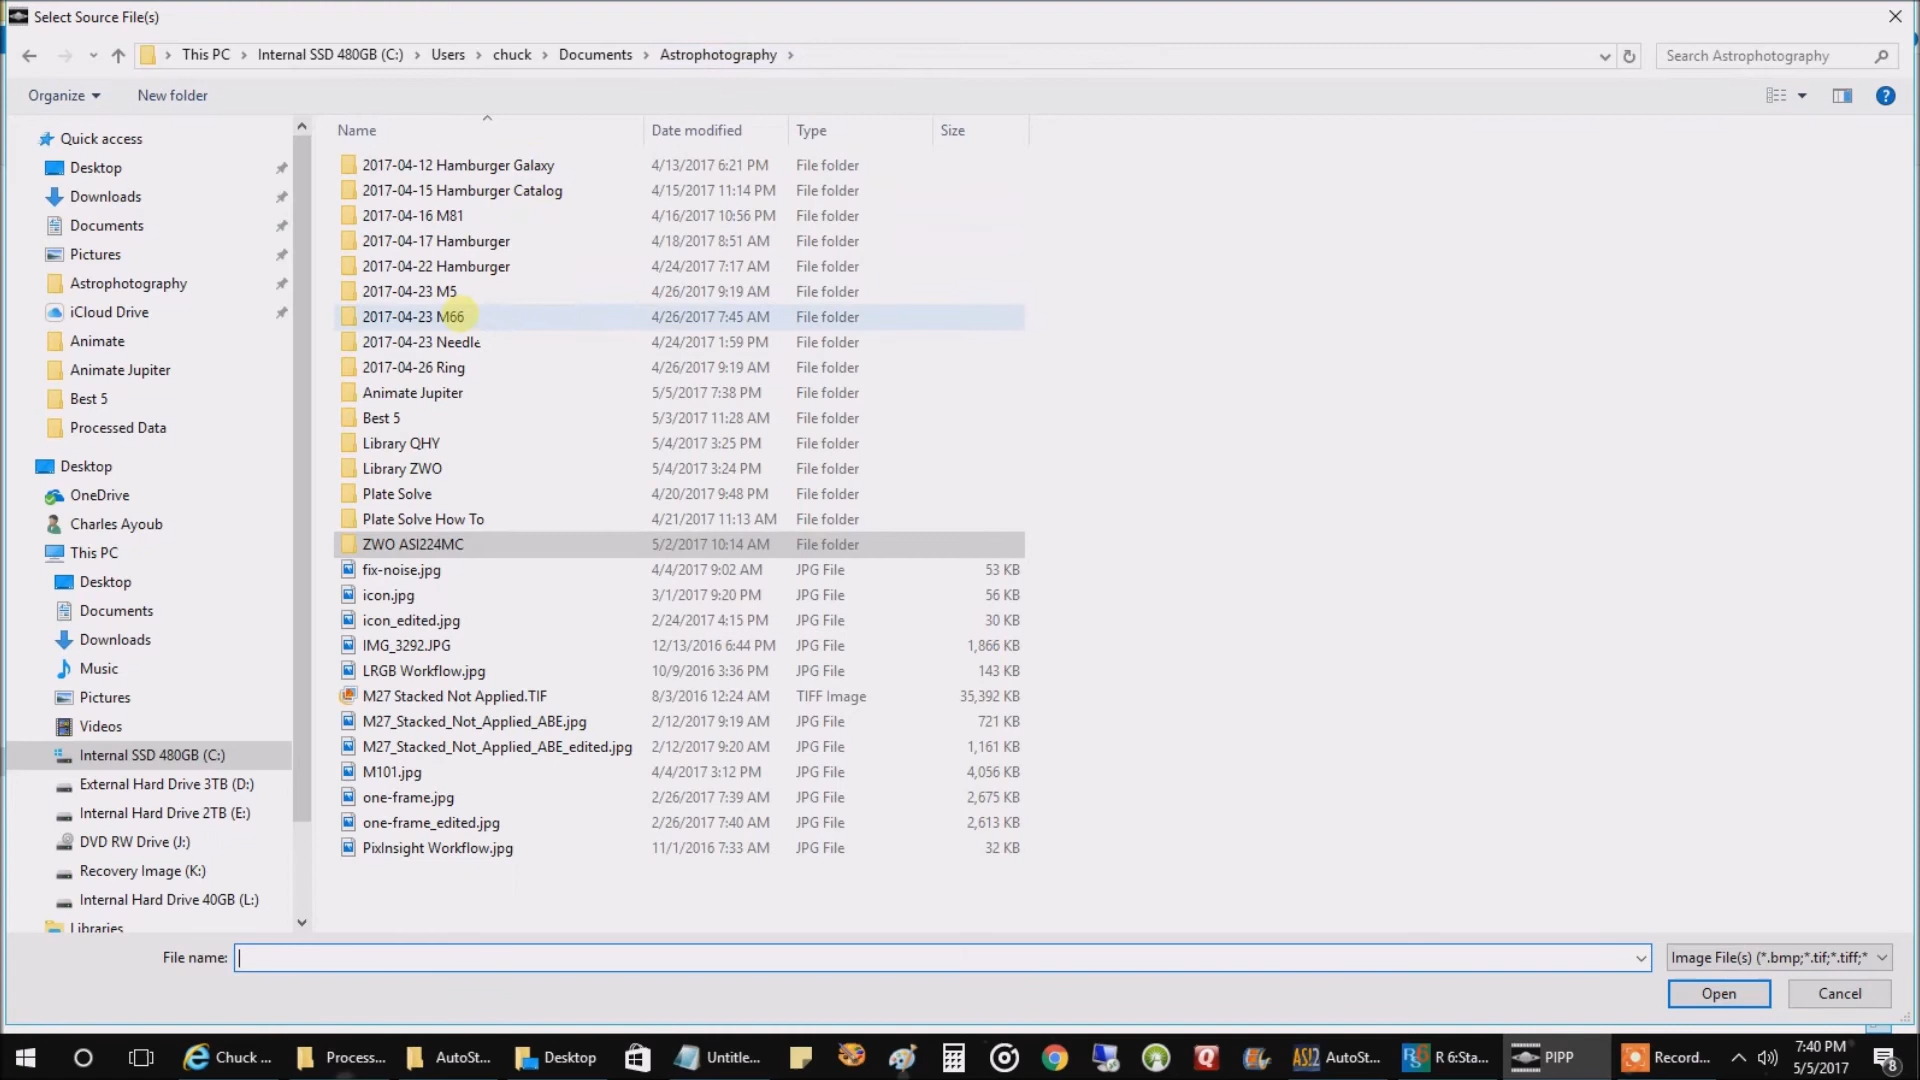 Select Source File(s)
This PC > Internal SSD 480GB (C:) > Users > chuck > Documents > Astrophotography >
Search Astrophotography
Organize
New folder
Quick access
Desktop
Downloads
Documents
Pictures
Astrophotography
iCloud Drive
Animate
Animate Jupiter
Best 5
Processed Data
Desktop
OneDrive
Charles Ayoub
This PC
Desktop
Documents
Downloads
Music
Pictures
Videos
Internal SSD 480GB (C:)
External Hard Drive 3TB (D:)
Internal Hard Drive 2TB (E:)
DVD RW Drive (J:)
Recovery Image (K:)
Internal Hard Drive 40GB (L:)
Libraries
Name Date modified Type Size
2017-04-12 Hamburger Galaxy 4/13/2017 6:21 PM File folder
2017-04-15 Hamburger Catalog 4/15/2017 11:14 PM File folder
2017-04-16 M81 4/16/2017 10:56 PM File folder
2017-04-17 Hamburger 4/18/2017 8:51 AM File folder
2017-04-22 Hamburger 4/24/2017 7:17 AM File folder
2017-04-23 M5 4/26/2017 9:19 AM File folder
2017-04-23 M66 4/26/2017 7:45 AM File folder
2017-04-23 Needle 4/24/2017 1:59 PM File folder
2017-04-26 Ring 4/26/2017 9:19 AM File folder
Animate Jupiter 5/5/2017 7:38 PM File folder
Best 5 5/3/2017 11:28 AM File folder
Library QHY 5/4/2017 3:25 PM File folder
Library ZWO 5/4/2017 3:24 PM File folder
Plate Solve 4/20/2017 9:48 PM File folder
Plate Solve How To 4/21/2017 11:13 AM File folder
ZWO ASI224MC 5/2/2017 10:14 AM File folder
fix-noise.jpg 4/4/2017 9:02 AM JPG File 53 KB
icon.jpg 3/1/2017 9:20 PM JPG File 56 KB
icon_edited.jpg 2/24/2017 4:15 PM JPG File 30 KB
IMG_3292.JPG 12/13/2016 6:44 PM JPG File 1,866 KB
LRGB Workflow.jpg 10/9/2016 3:36 PM JPG File 143 KB
M27 Stacked Not Applied.TIF 8/3/2016 12:24 AM TIFF Image 35,392 KB
M27_Stacked_Not_Applied_ABE.jpg 2/12/2017 9:19 AM JPG File 721 KB
M27_Stacked_Not_Applied_ABE_edited.jpg 2/12/2017 9:20 AM JPG File 1,161 KB
M101.jpg 4/4/2017 3:12 PM JPG File 4,056 KB
one-frame.jpg 2/26/2017 7:39 AM JPG File 2,675 KB
one-frame_edited.jpg 2/26/2017 7:40 AM JPG File 2,613 KB
PixInsight Workflow.jpg 11/1/2016 7:33 AM JPG File 32 KB
File name:
Image File(s) (*.bmp;*.tif;*.tiff;*
Open
Cancel
Chuck ...
Process...
AutoSt...
Desktop
Untitle...
ASI2
AutoSt...
R 6:Sta...
PIPP
Record...
7:40 PM
5/5/2017
8